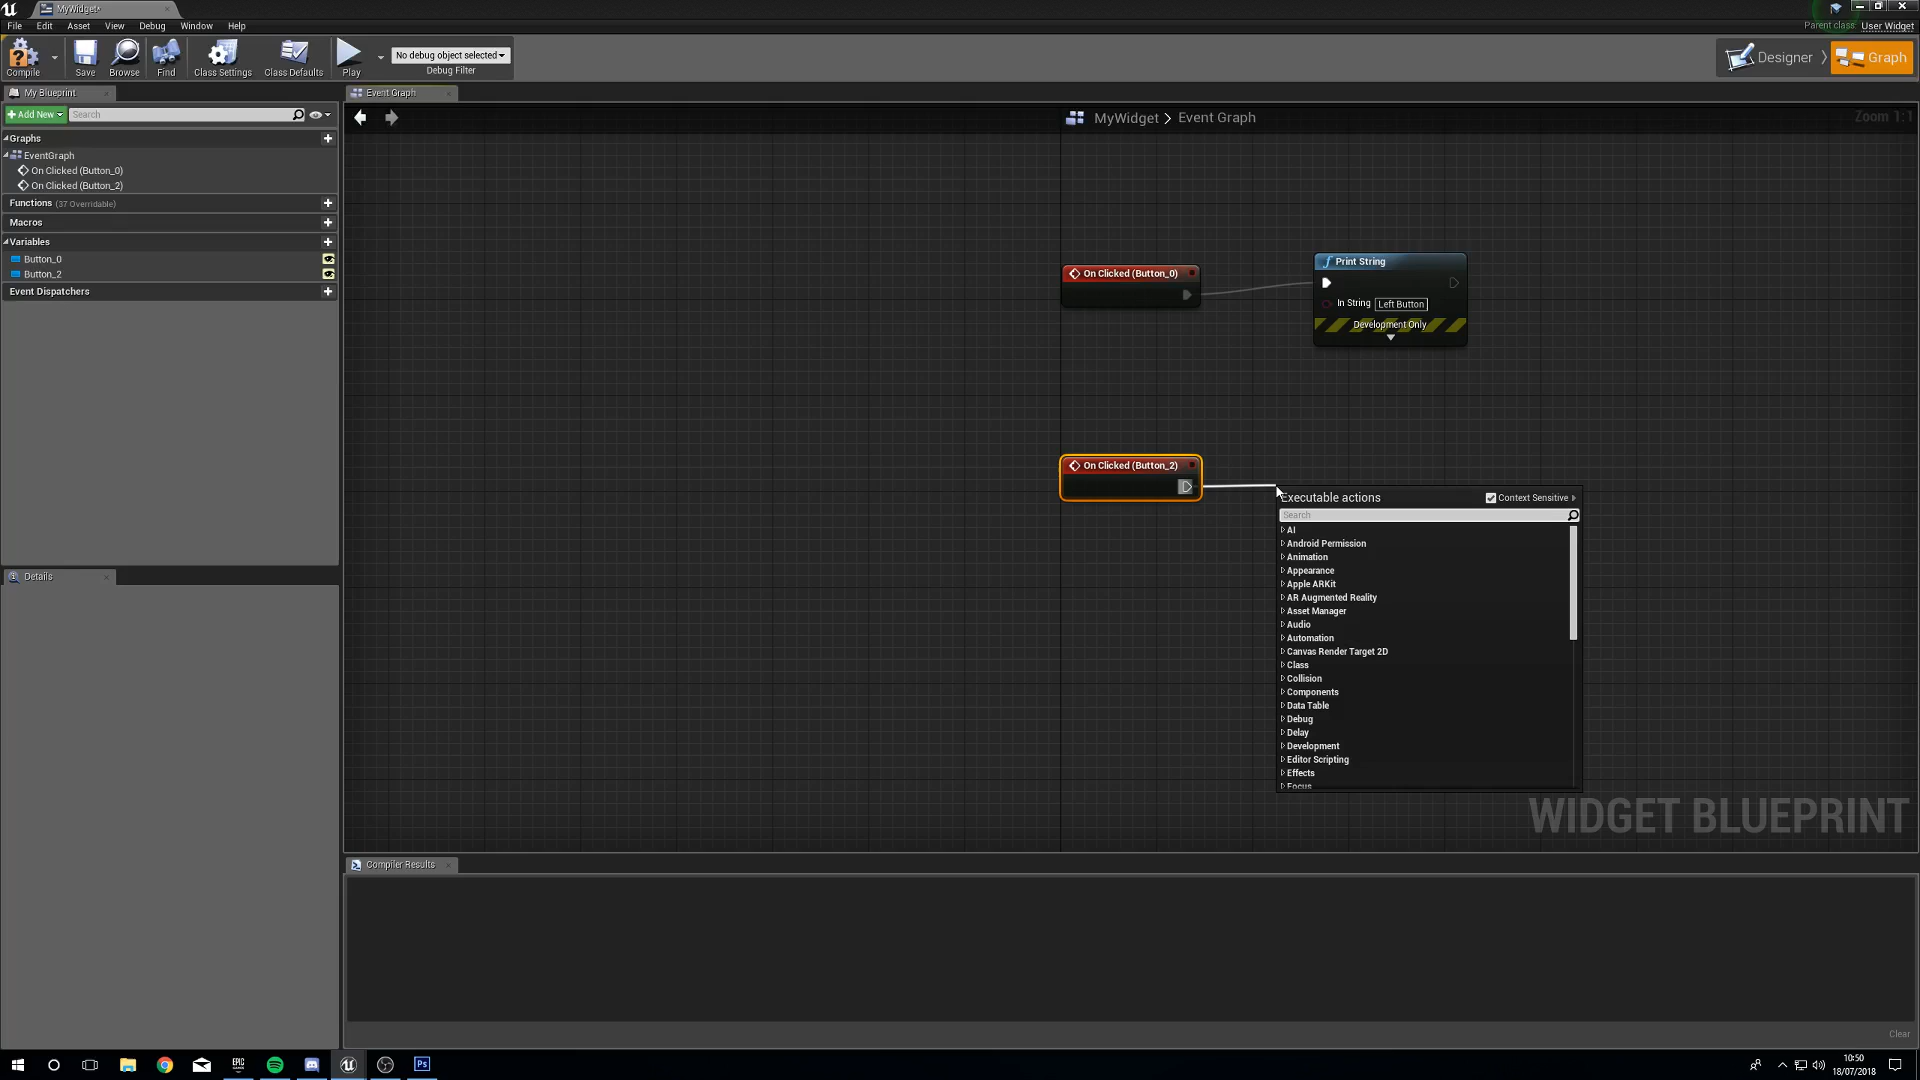 MyWidget*
File Edit Asset View Debug Window Help
Parent class: User Widget
Compile Save Browse Find Class Settings Class Defaults Play
No debug object selected
Debug Filter
Designer Graph
My Blueprint
Event Graph
+ Add New Search
MyWidget > Event Graph
Zoom 1:1
Graphs
EventGraph
On Clicked (Button_0)
On Clicked (Button_2)
Functions (37 Overridable)
Macros
Variables
Button_0
Button_2
Event Dispatchers
On Clicked (Button_0)
Print String
In String Left Button
Development Only
On Clicked (Button_2)
Executable actions Context Sensitive
Search
AI
Android Permission
Animation
Appearance
Apple ARKit
AR Augmented Reality
Asset Manager
Audio
Automation
Canvas Render Target 2D
Class
Collision
Components
Data Table
Debug
Delay
Development
Editor Scripting
Effects
Focus
Details
WIDGET BLUEPRINT
Compiler Results
Clear
EPIC
Ps
10:50
18/07/2018